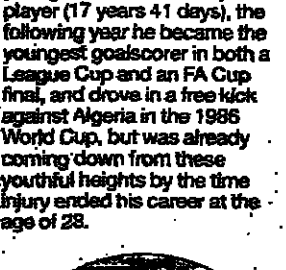 player (17 years 41 days), the
following year he became the
youngest goalscorer in both a
League Cup and an FA Cup
final, and drove in a free kick
against Algeria in the 1986
World Cup, but was already
coming down from these
youthful heights by the time
injury ended his career at the
age of 28.